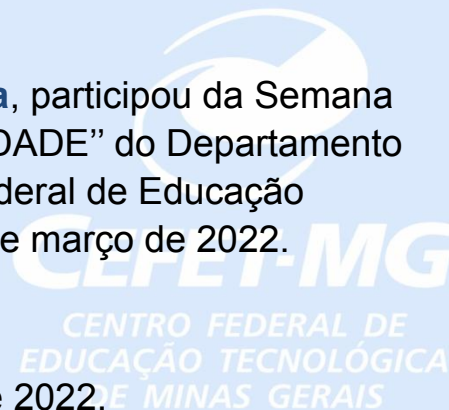 a, participou da Semana
DADE’’ do Departamento
deral de Educação
e março de 2022.
CEFET-MG
CENTRO FEDERAL DE
EDUCAÇÃO TECNOLÓGICA
DE MINAS GERAIS
e 2022.